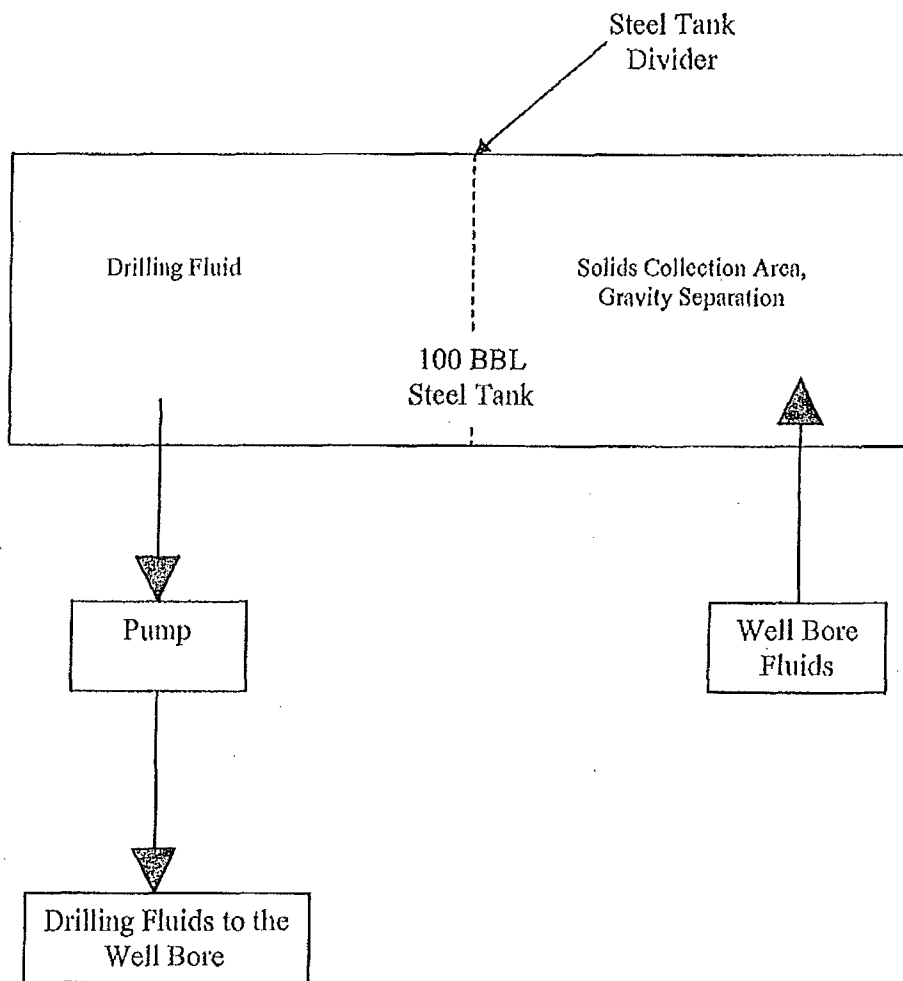 Steel Tank
Divider
Drilling Fluid
Solids Collection Area,
Gravity Separation
100 BBL
Steel Tank
Pump
Well Bore
Fluids
Drilling Fluids to the
Well Bore